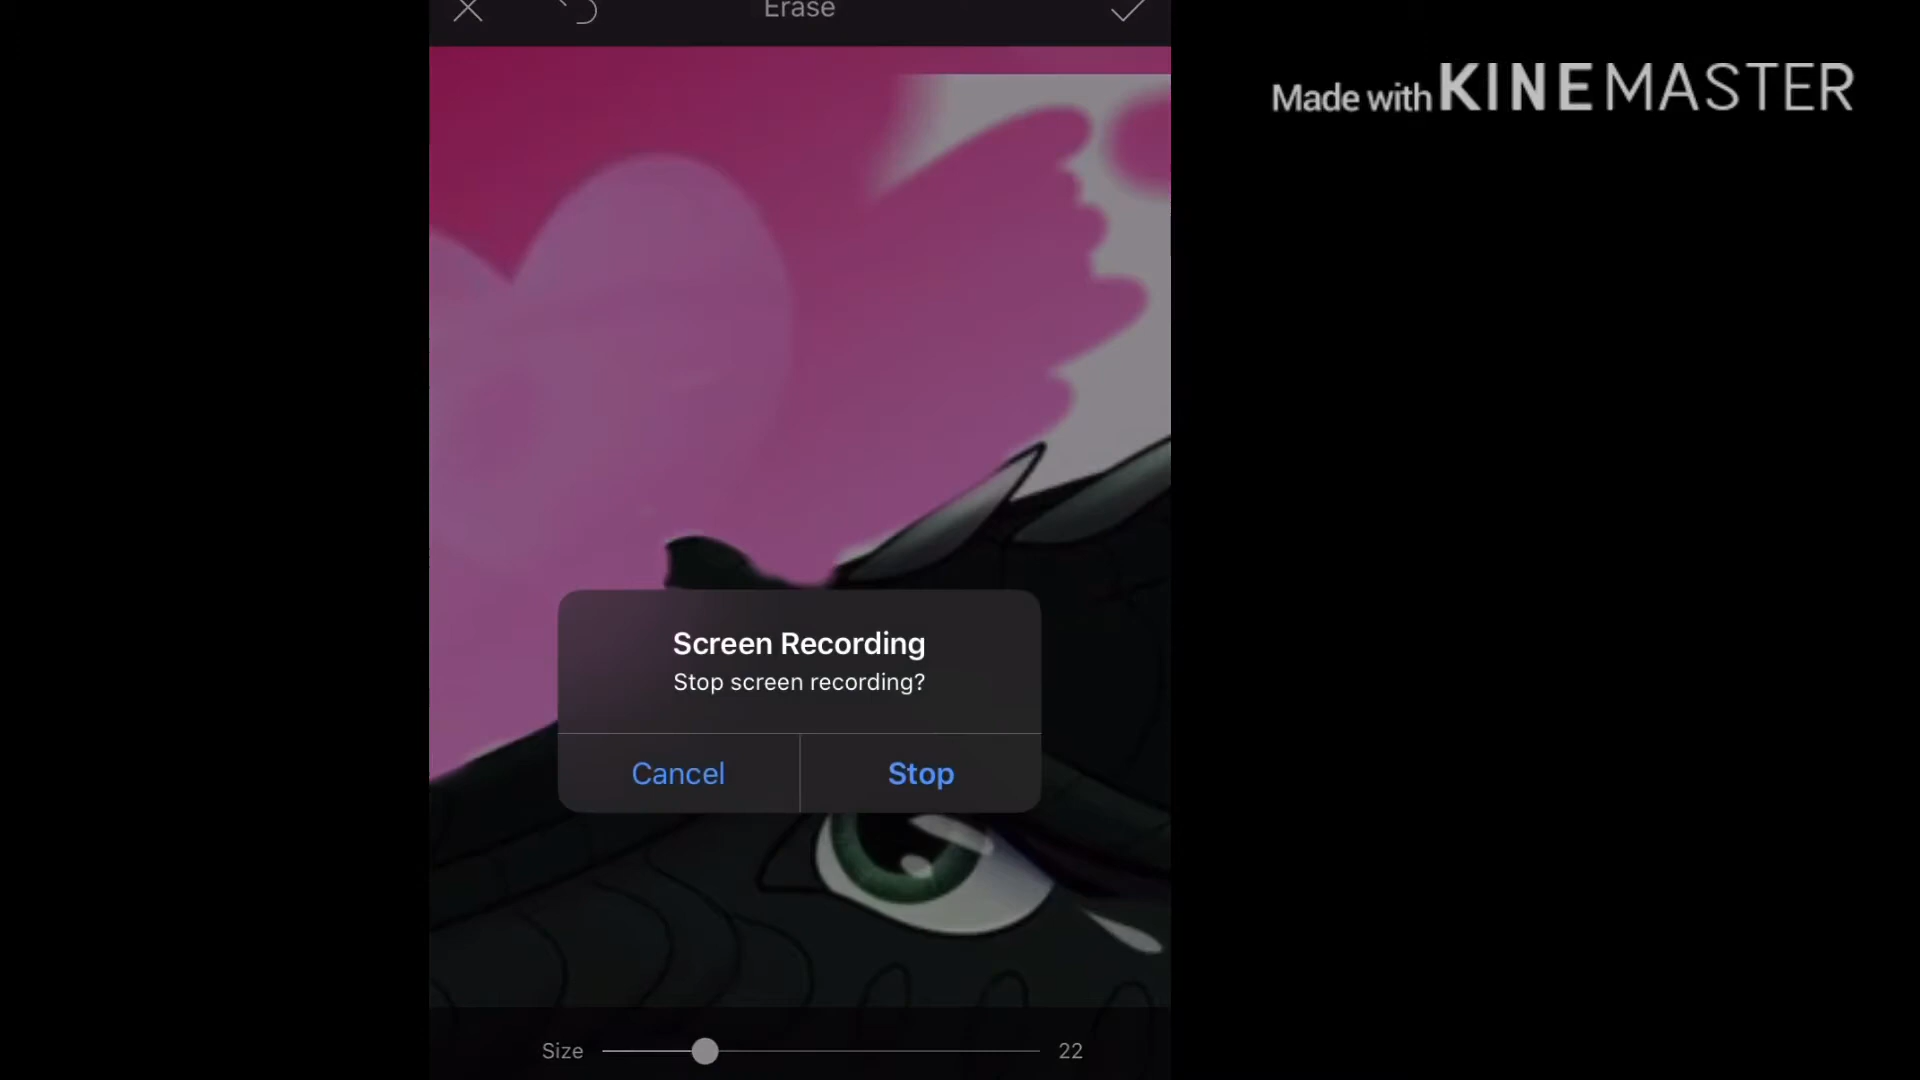 Erase
Made with KINEMASTER
Screen Recording
Stop screen recording?
Cancel Stop
Size 22